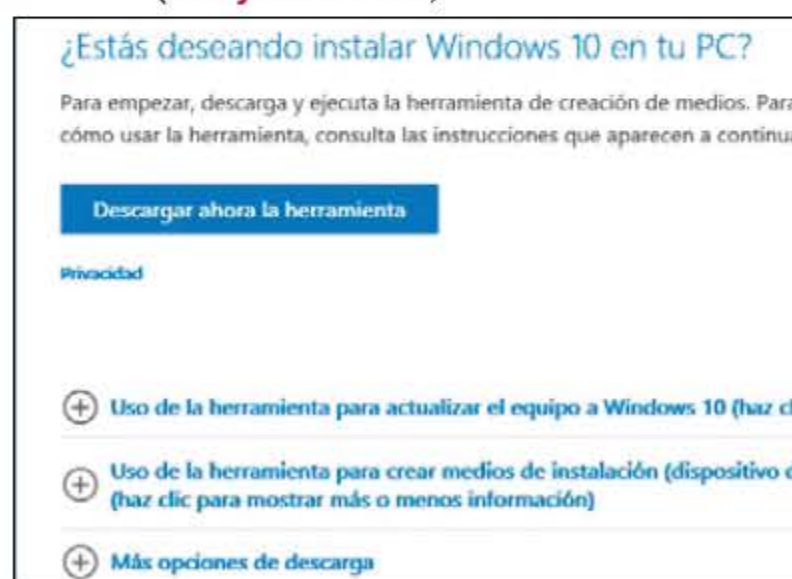 ¿Estás deseando instalar Windows 10 en tu PC?
Para empezar, descarga y ejecuta la herramienta de creación de medios. Para
cómo usar la herramienta, consulta las instrucciones que aparecen a continua
Descargar ahora la herramienta
Privacidad
Uso de la herramienta para actualizar el equipo a Windows 10 (haz cl
Uso de la herramienta para crear medios de instalación (dispositivo d
(haz clic para mostrar más o menos información)
Más opciones de descarga